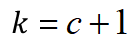 k = c + 1